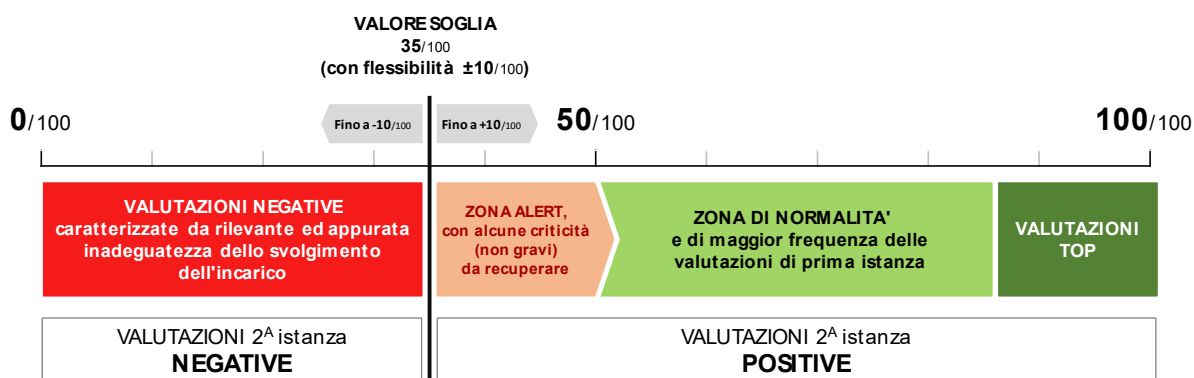 VALORE SOGLIA
35/100
(con flessibilità ±10/100)
0/100
Fino a -10/100
Fino a +10/100
50/100
100/100
VALUTAZIONI NEGATIVE
caratterizzate da rilevante ed appurata
inadeguatezza dello svolgimento
dell'incarico
ZONA ALERT,
con alcune criticità
(non gravi)
da recuperare
ZONA DI NORMALITA'
e di maggior frequenza delle
valutazioni di prima istanza
VALUTAZIONI
TOP
VALUTAZIONI 2ᴬ istanza
NEGATIVE
VALUTAZIONI 2ᴬ istanza
POSITIVE